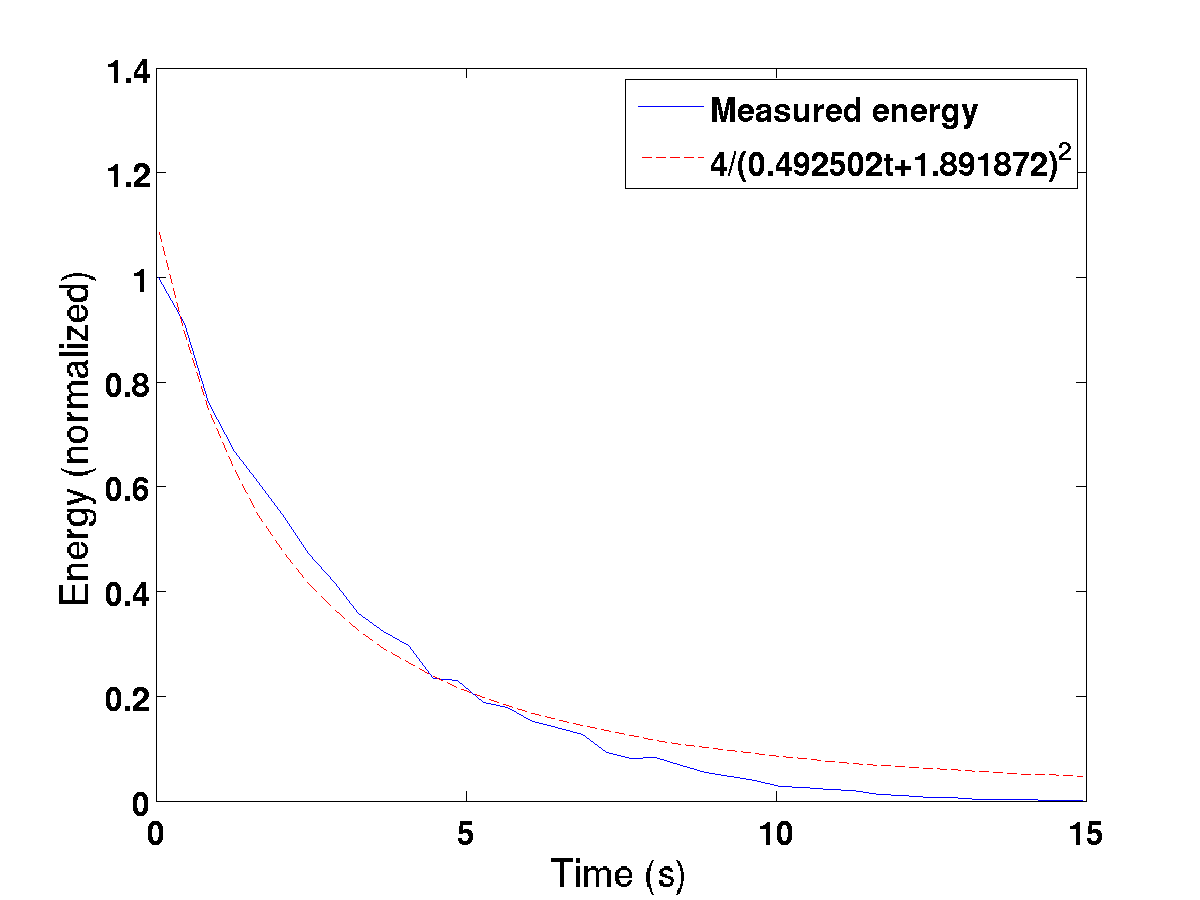 1.4
Measured energy
4/(0.492502t+1.891872)²
1.2
1
0.8
0.6
0.4
0.2
0
Energy (normalized)
0 5 10 15
Time (s)